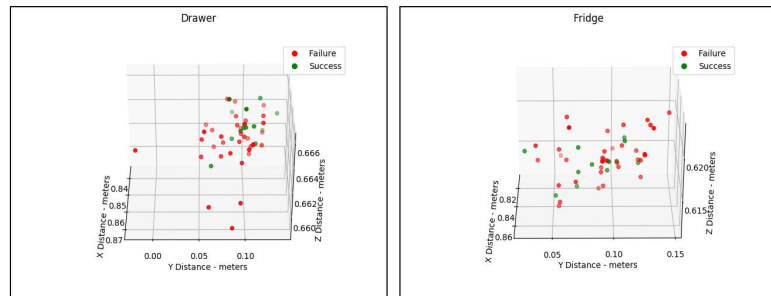 Drawer
Failure
Success
0.666
0.664
0.662
0.660
Z Distance - meters
0.84
0.85
0.86
0.87
X Distance - meters
0.00 0.05 0.10
Y Distance - meters
Fridge
Failure
Success
0.620
0.615
Z Distance - meters
0.82
0.84
0.86
X Distance - meters
0.05 0.10 0.15
Y Distance - meters